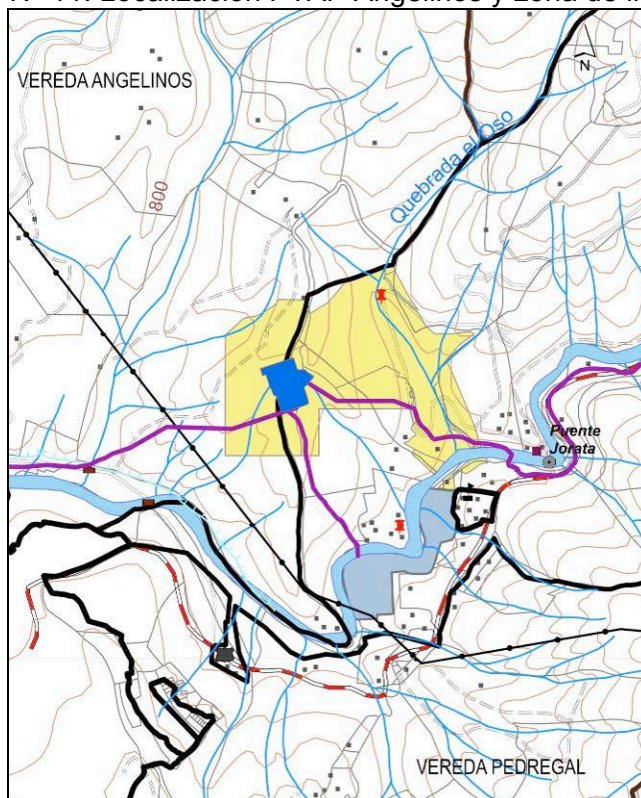 VEREDA ANGELINOS
N
Quebrada el Oso
800
Puente
Jorata
VEREDA PEDREGAL